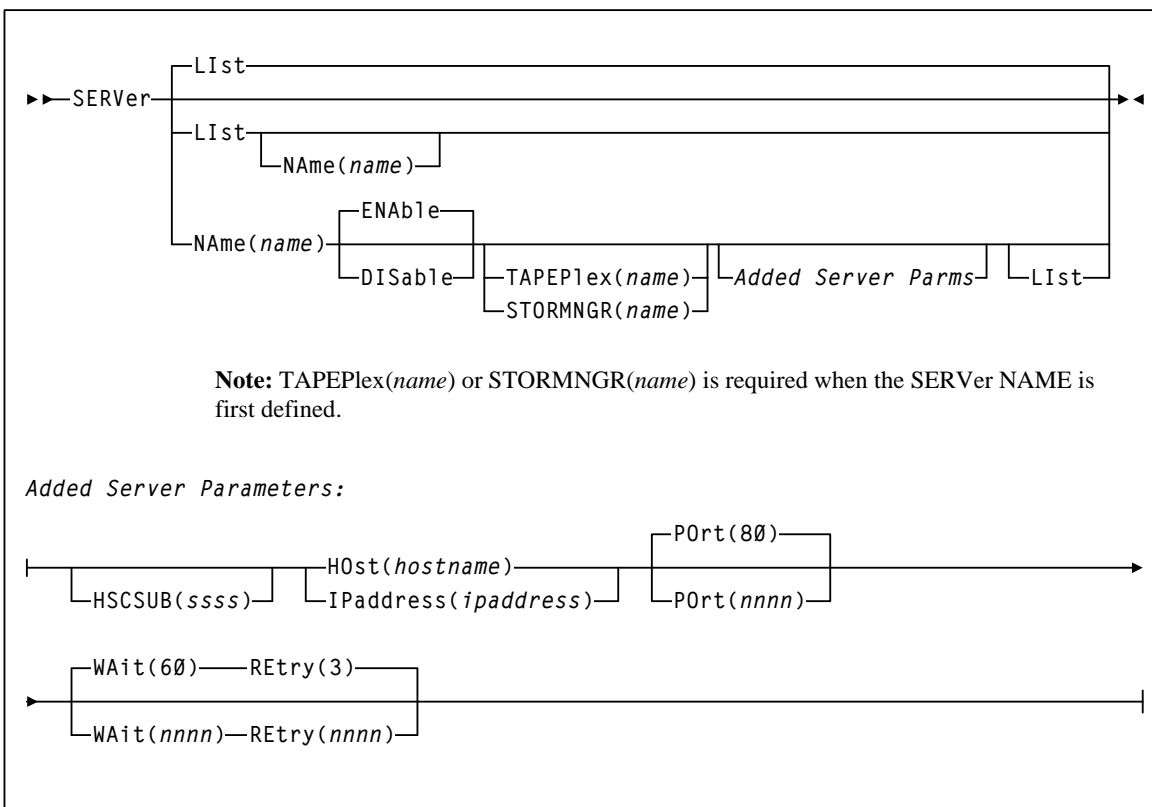 LIst
SERVer
LIst
NAme(name)
ENAble
NAme(name)
DISable TAPEPlex(name) Added Server Parms LIst
STORMNGR(name)
Note: TAPEPlex(name) or STORMNGR(name) is required when the SERVer NAME is
first defined.
Added Server Parameters:
POrt(80)
HOst(hostname)
HSCSUB(ssss) IPaddress(ipaddress) POrt(nnnn)
WAit(60) REtry(3)
WAit(nnnn) REtry(nnnn)